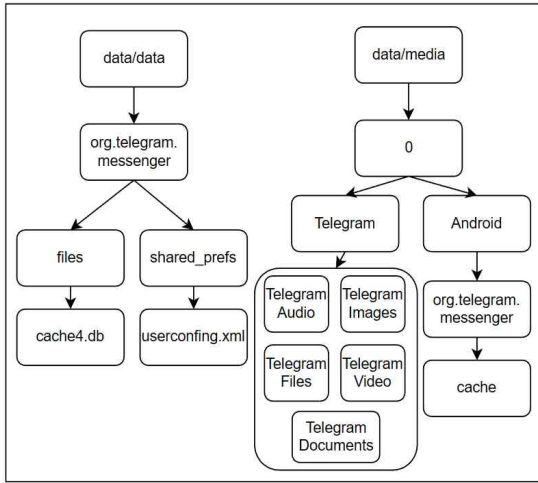 data/data
data/media
org.telegram.
messenger
0
files
shared_prefs
Telegram
Android
cache4.db
userconfing.xml
Telegram
Audio
Telegram
Images
Telegram
Files
Telegram
Video
Telegram
Documents
org.telegram.
messenger
cache